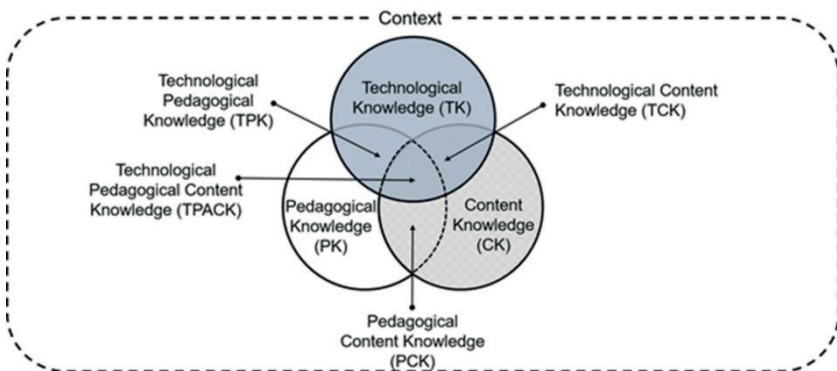 Context
Technological
Pedagogical
Knowledge (TPK)
Technological
Knowledge (TK)
Technological Content
Knowledge (TCK)
Technological
Pedagogical Content
Knowledge (TPACK)
Pedagogical
Knowledge
(PK)
Content
Knowledge
(CK)
Pedagogical
Content Knowledge
(PCK)